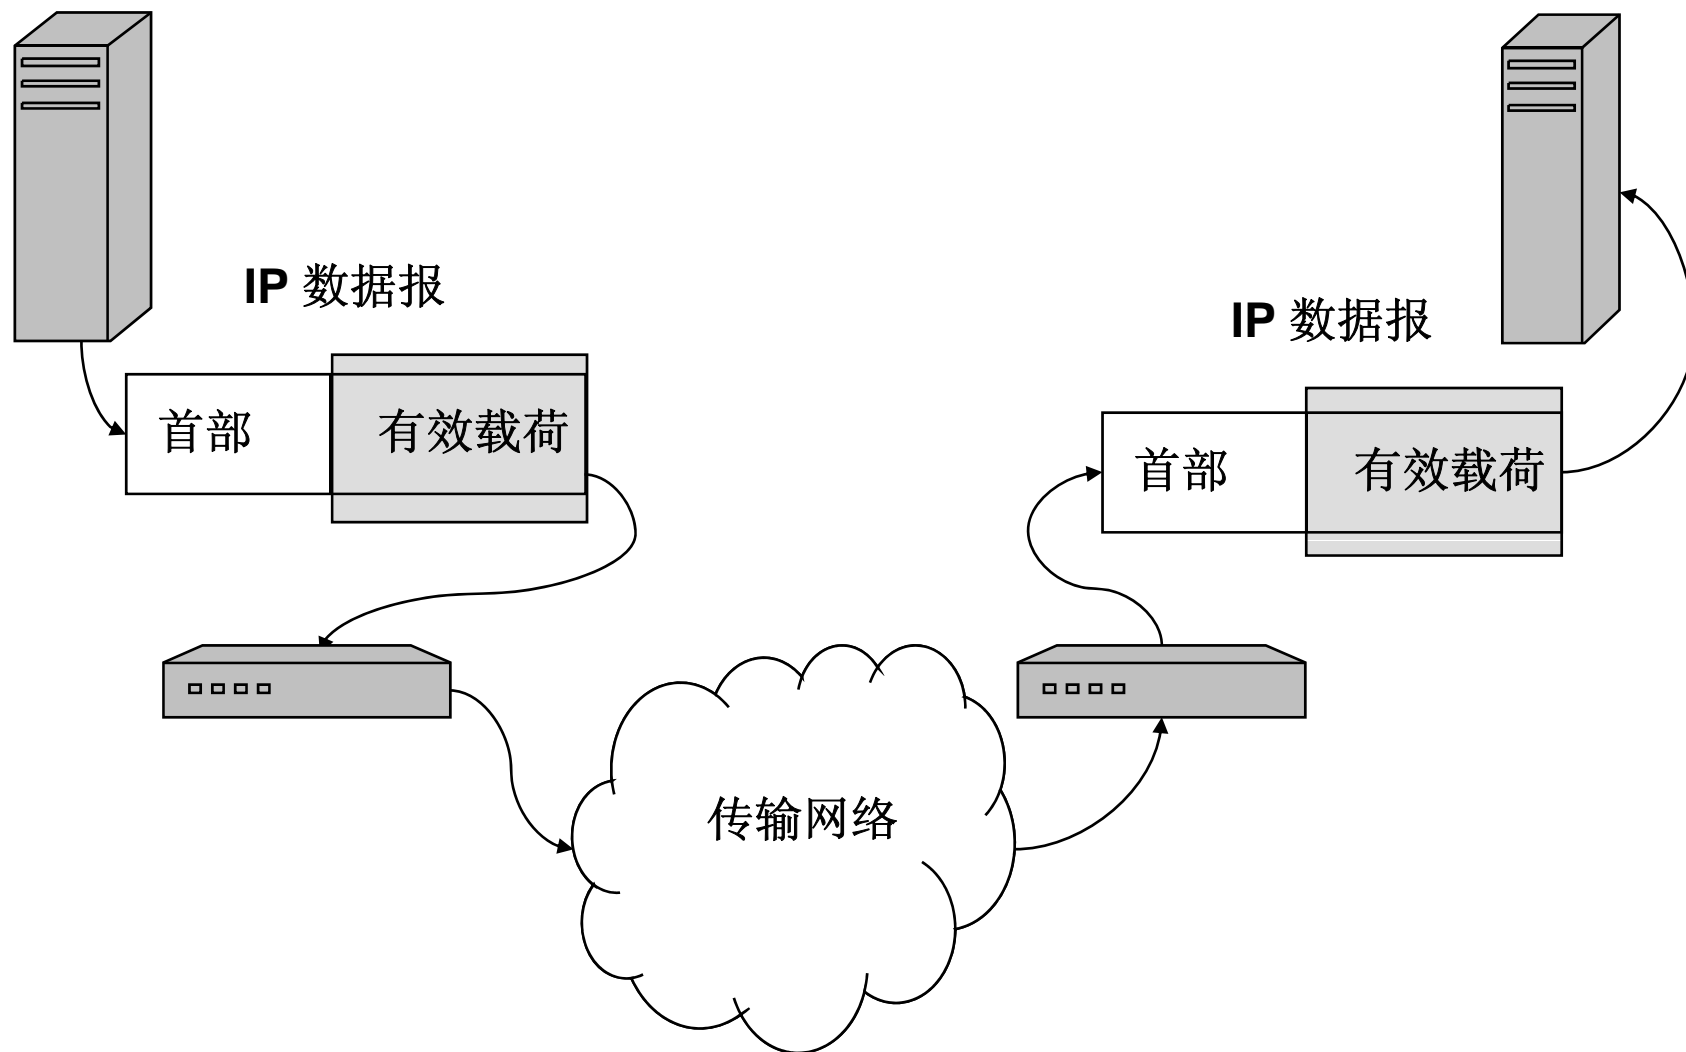 IP 数据报
首部
有效载荷
IP 数据报
首部
有效载荷
传输网络